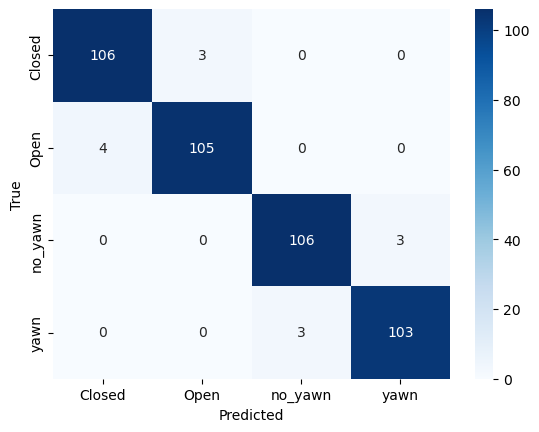 Closed 106 3 0 0
Open 4 105 0 0
no_yawn 0 0 106 3
yawn 0 0 3 103
Closed Open no_yawn yawn
Predicted
True
100
80
60
40
20
0